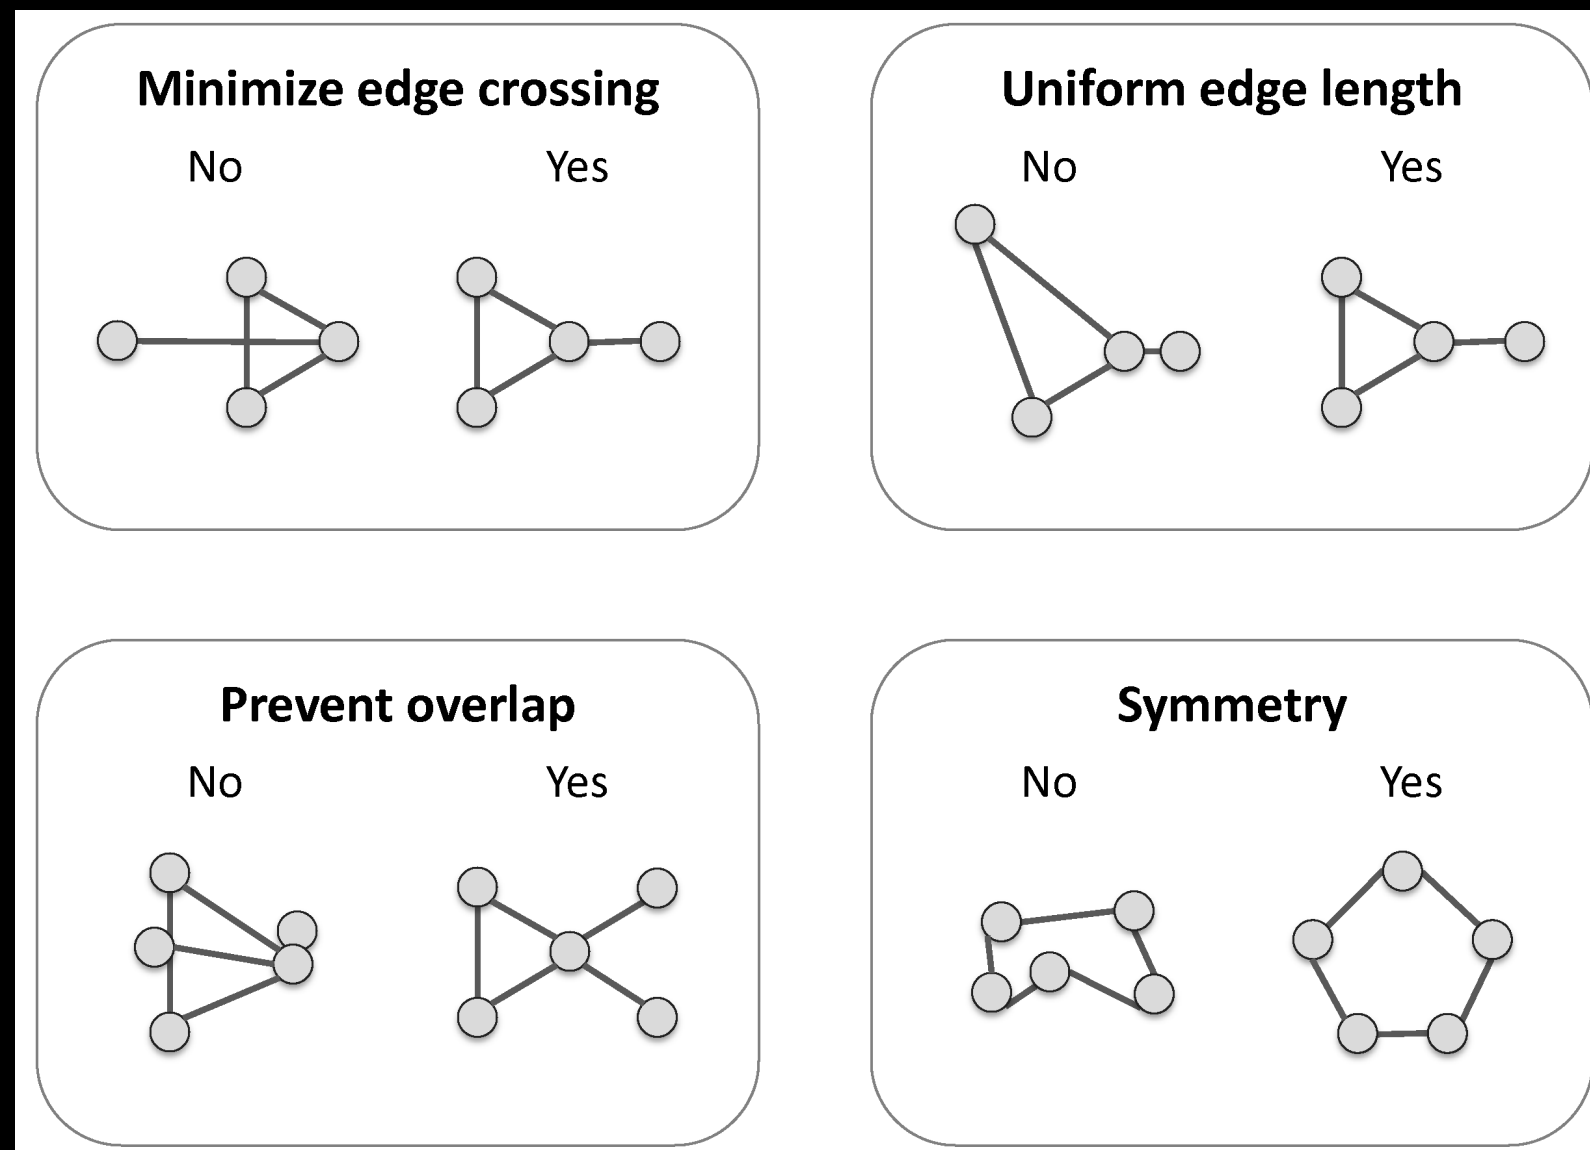 Minimize edge crossing
No Yes
Uniform edge length
No Yes
Prevent overlap
No Yes
Symmetry
No Yes